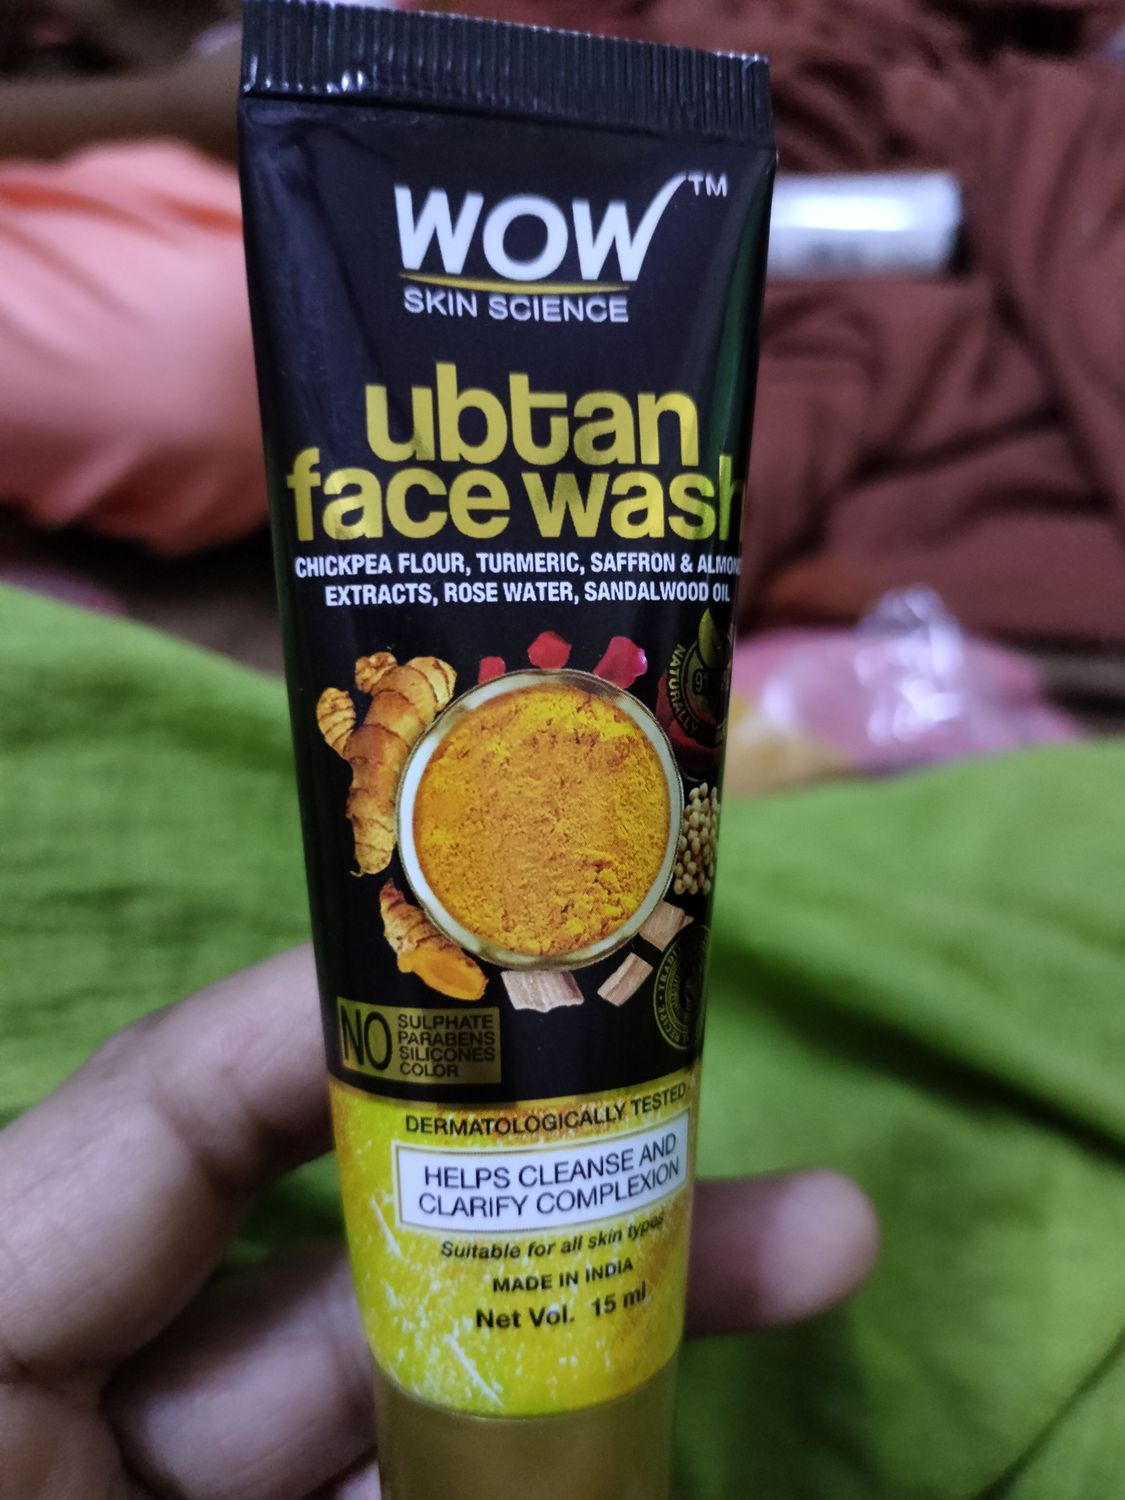 WOW™
SKIN SCIENCE
ubtan
face wash
CHICKPEA FLOUR, TURMERIC, SAFFRON & ALMOND
EXTRACTS, ROSE WATER, SANDALWOOD OIL
NATURALLY
NO
SULPHATE
PARABENS
SILICONES
COLOR
DERMATOLOGICALLY TESTED
HELPS CLEANSE AND
CLARIFY COMPLEXION
Suitable for all skin types
MADE IN INDIA
Net Vol. 15 ml